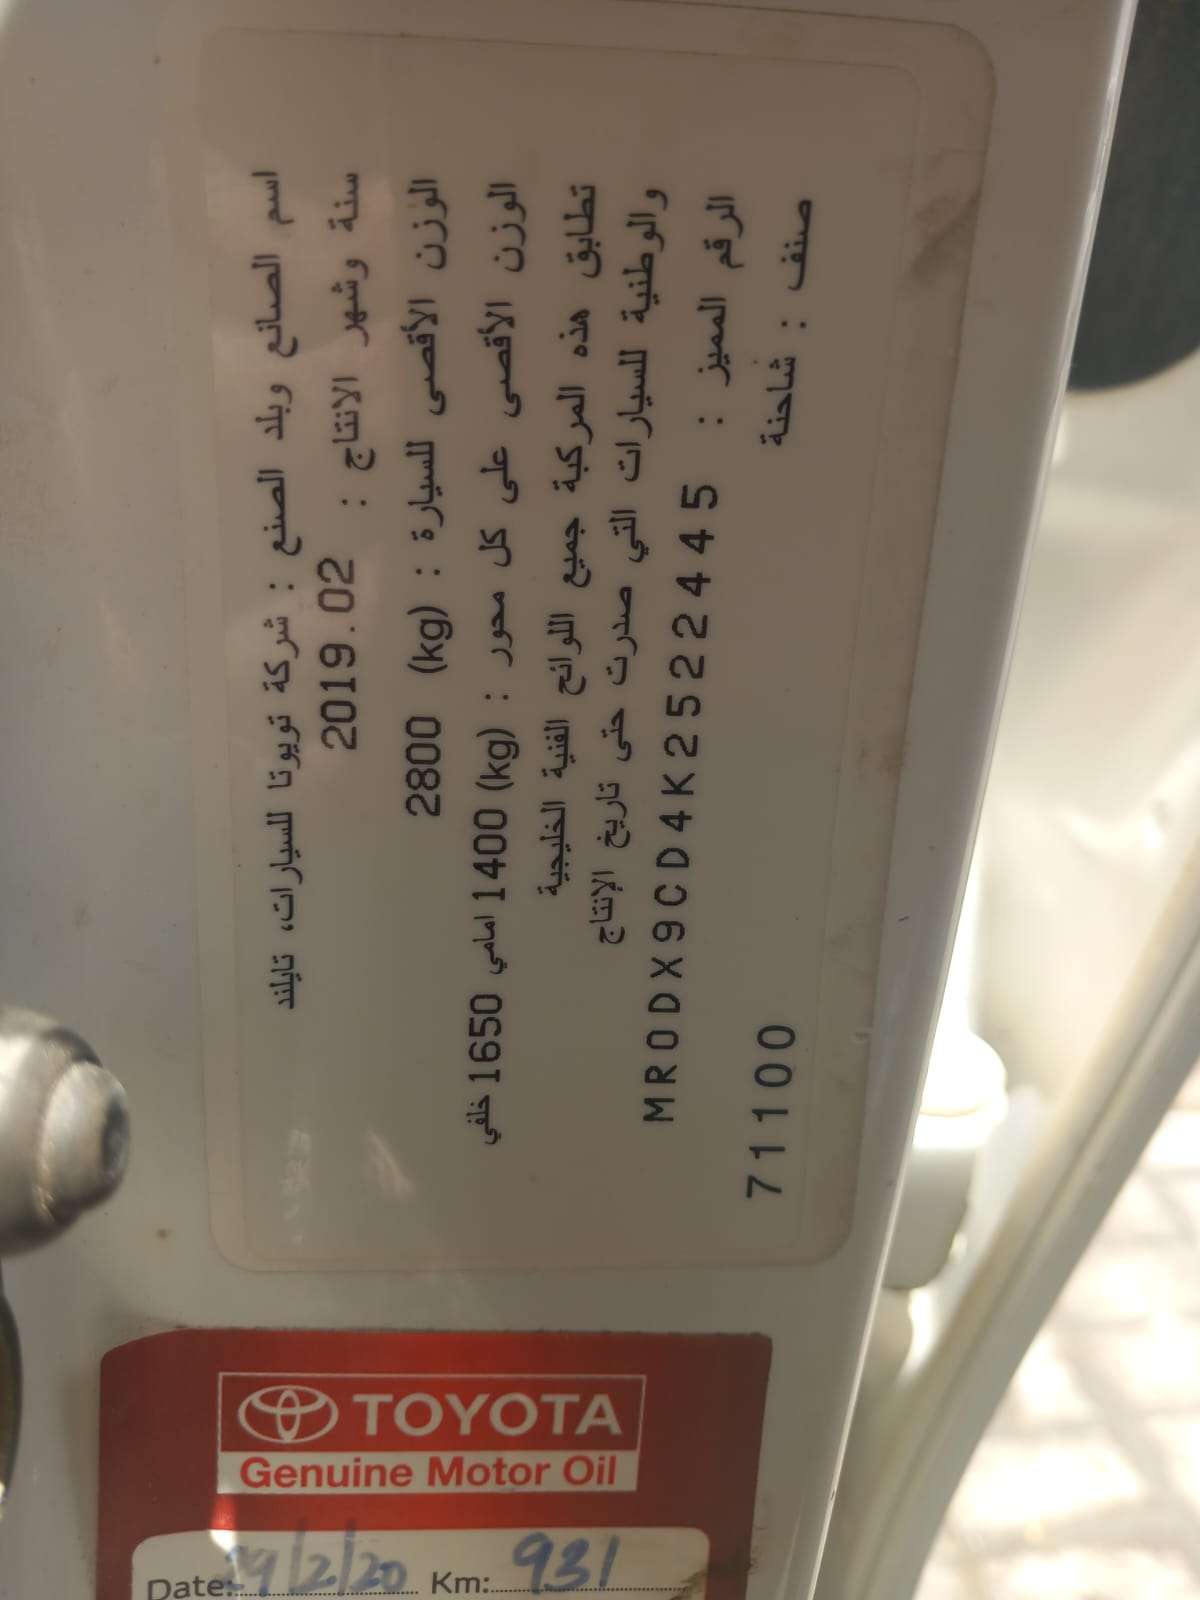 اسم الصانع وبلد الصنع : شركة تويوتا للسيارات، تايلند
سنة وشهر الانتاج : 2019.02
الوزن الأقصى للسيارة : 2800 (kg)
الوزن الأقصى على كل محور : 1400 (kg) امامي 1650 خلفي
تطابق هذه المركبة جميع اللوائح الفنية الخليجية
والوطنية للسيارات التي صدرت حتى تاريخ الإنتاج
الرقم المميز : MR0DX9CD4K2522445
صنف : شاحنة 71100
TOYOTA
Genuine Motor Oil
Date: 29/2/20 Km: 931